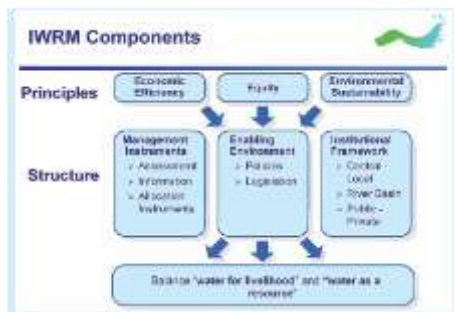 IWRM Components
Principles
Economic
Efficiency
Equity
Environmental
Sustainability
Structure
Management
Instruments
Assessment
Information
Allocation
Instruments
Enabling
Environment
Policies
Legislation
Institutional
Framework
Central -
Local
River Basin
Public -
Private
Balance "water for livelihood" and "water as a
resource"